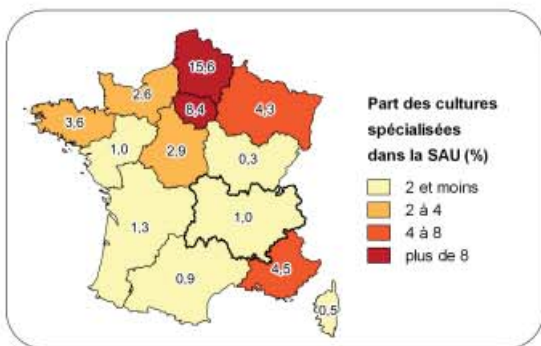 15,6
2,6
8,4
4,3
3,6
1,0
2,9
0,3
1,3
1,0
0,9
4,5
0,5
Part des cultures
spécialisées
dans la SAU (%)
2 et moins
2 à 4
4 à 8
plus de 8